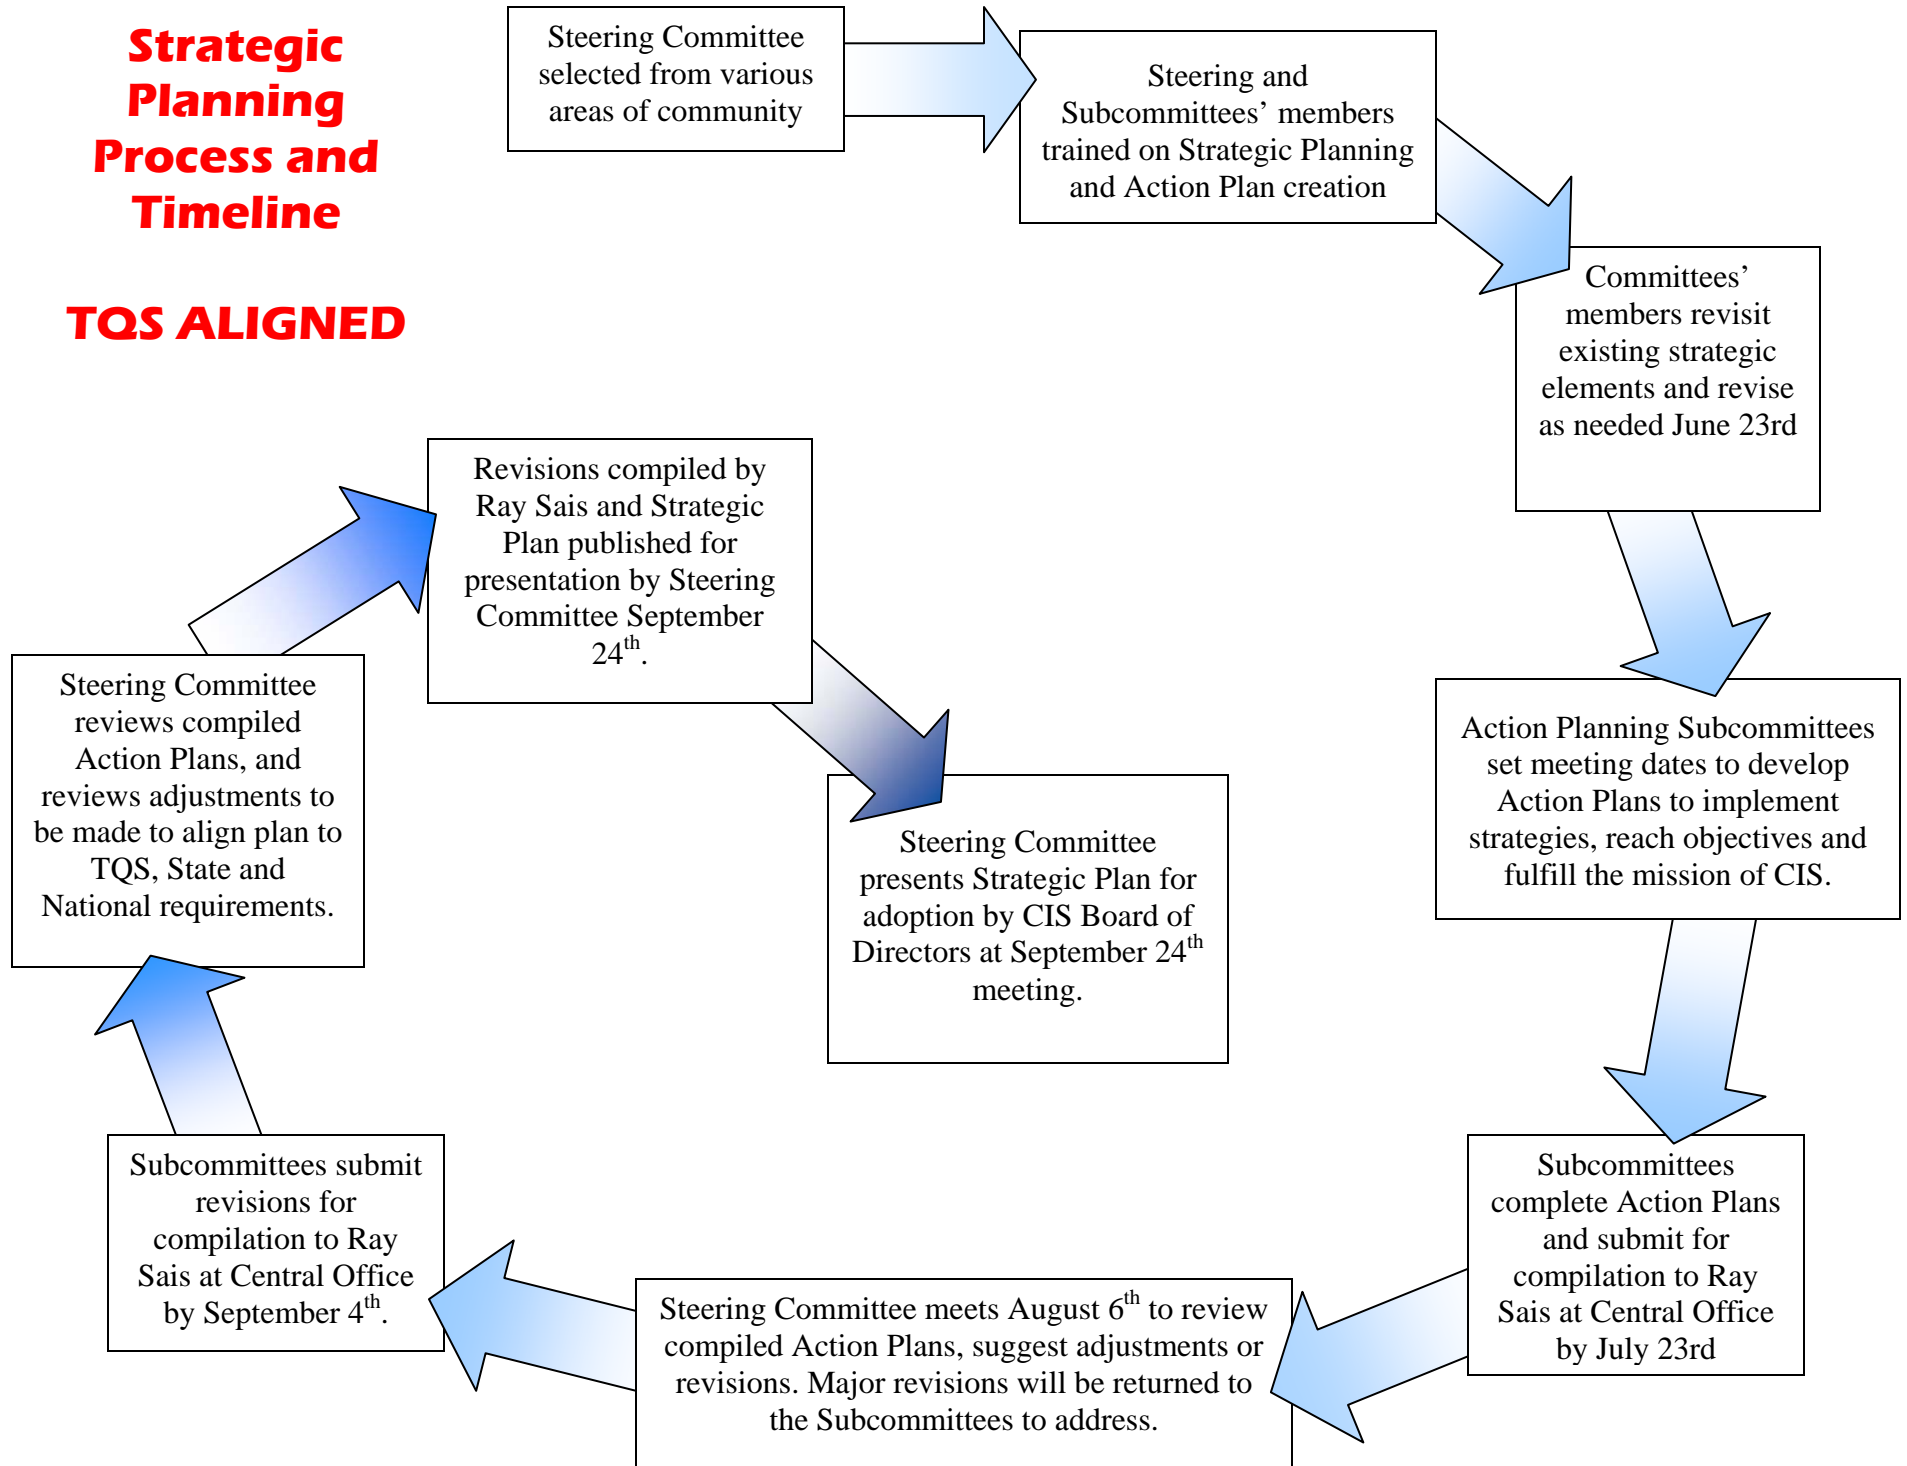 Strategic
Planning
Process and
Timeline
TQS ALIGNED
Steering Committee
selected from various
areas of community
Steering and
Subcommittees’ members
trained on Strategic Planning
and Action Plan creation
Committees’
members revisit
existing strategic
elements and revise
as needed June 23rd
Action Planning Subcommittees
set meeting dates to develop
Action Plans to implement
strategies, reach objectives and
fulfill the mission of CIS.
Subcommittees
complete Action Plans
and submit for
compilation to Ray
Sais at Central Office
by July 23rd
Steering Committee meets August 6th to review
compiled Action Plans, suggest adjustments or
revisions. Major revisions will be returned to
the Subcommittees to address.
Subcommittees submit
revisions for
compilation to Ray
Sais at Central Office
by September 4th.
Steering Committee
reviews compiled
Action Plans, and
reviews adjustments to
be made to align plan to
TQS, State and
National requirements.
Revisions compiled by
Ray Sais and Strategic
Plan published for
presentation by Steering
Committee September
24th.
Steering Committee
presents Strategic Plan for
adoption by CIS Board of
Directors at September 24th
meeting.